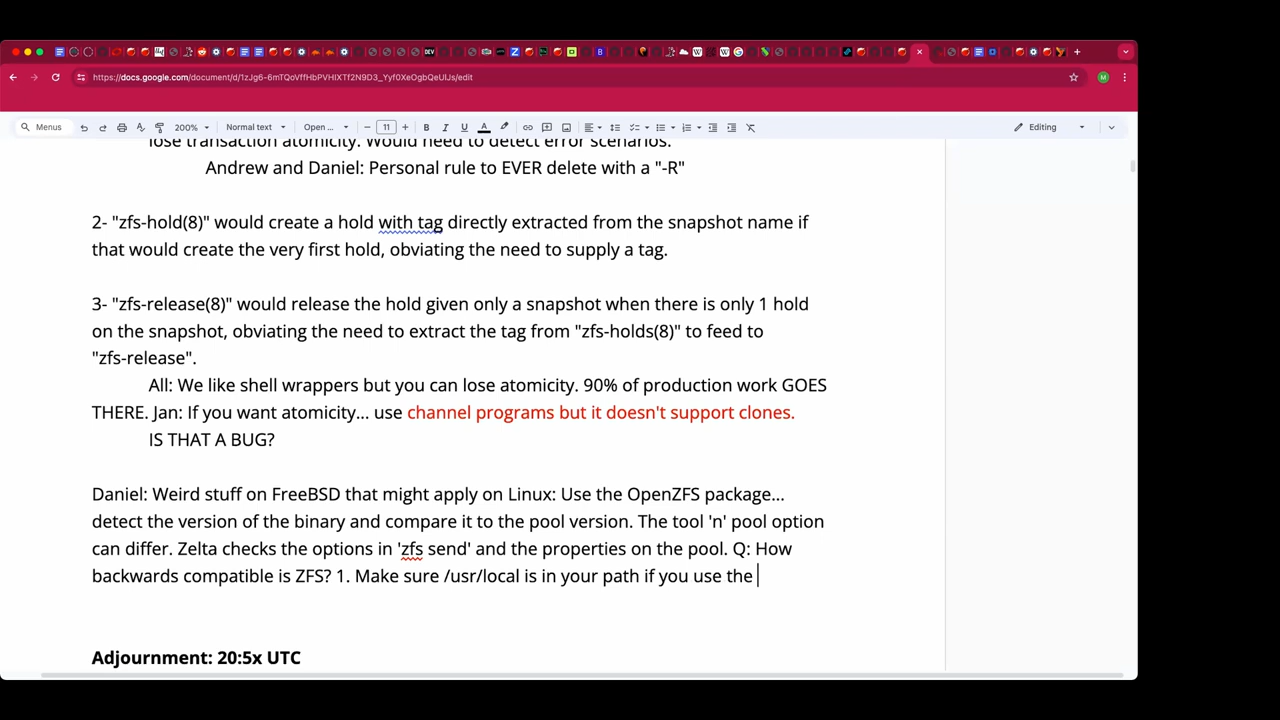 https://docs.google.com/document/d/1zJg6-6mTQoVffHbPVHIXTf2N9D3_Yyf0XeOgbQeUIJs/edit
Menus 200% Normal text Open ... 11 Editing
lose transaction atomicity. Would need to detect error scenarios.
Andrew and Daniel: Personal rule to EVER delete with a "-R"
2- "zfs-hold(8)" would create a hold with tag directly extracted from the snapshot name if
that would create the very first hold, obviating the need to supply a tag.
3- "zfs-release(8)" would release the hold given only a snapshot when there is only 1 hold
on the snapshot, obviating the need to extract the tag from "zfs-holds(8)" to feed to
"zfs-release".
All: We like shell wrappers but you can lose atomicity. 90% of production work GOES
THERE. Jan: If you want atomicity... use channel programs but it doesn't support clones.
IS THAT A BUG?
Daniel: Weird stuff on FreeBSD that might apply on Linux: Use the OpenZFS package...
detect the version of the binary and compare it to the pool version. The tool 'n' pool option
can differ. Zelta checks the options in 'zfs send' and the properties on the pool. Q: How
backwards compatible is ZFS? 1. Make sure /usr/local is in your path if you use the
Adjournment: 20:5x UTC